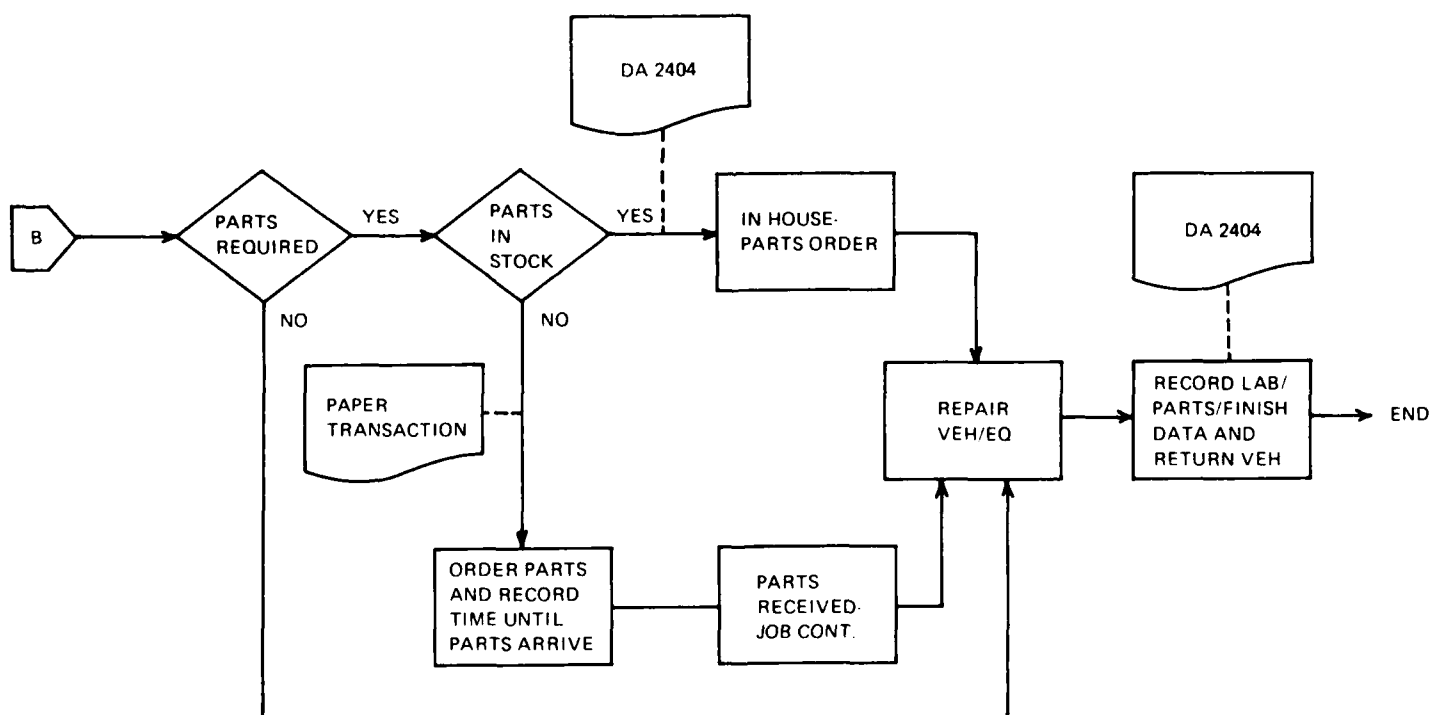 DA 2404
B
PARTS
REQUIRED
YES
PARTS
IN
STOCK
YES
IN HOUSE-
PARTS ORDER
DA 2404
NO
NO
PAPER
TRANSACTION
REPAIR
VEH/EQ
RECORD LAB/
PARTS/FINISH
DATA AND
RETURN VEH
END
ORDER PARTS
AND RECORD
TIME UNTIL
PARTS ARRIVE
PARTS
RECEIVED-
JOB CONT.